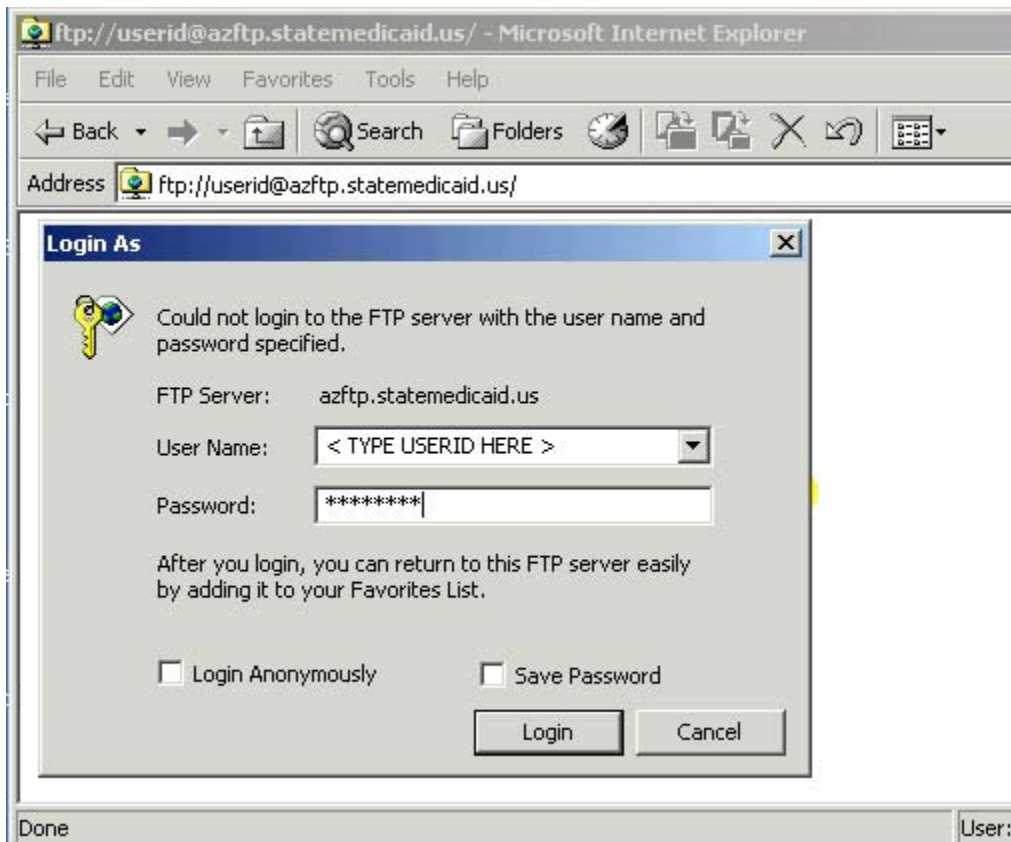 ftp://userid@azftp.statemedicaid.us/ - Microsoft Internet Explorer
File Edit View Favorites Tools Help
Back Search Folders
Address ftp://userid@azftp.statemedicaid.us/
Login As
Could not login to the FTP server with the user name and
password specified.
FTP Server: azftp.statemedicaid.us
User Name: < TYPE USERID HERE >
Password: ********
After you login, you can return to this FTP server easily
by adding it to your Favorites List.
Login Anonymously Save Password
Login Cancel
Done User: